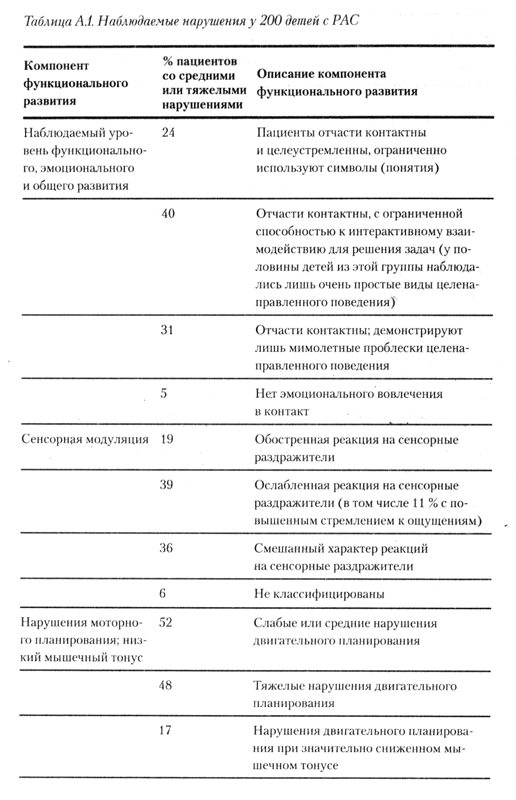 Таблица А.1. Наблюдаемые нарушения у 200 детей с РАС
Компонент функционального развития
% пациентов со средними или тяжелыми нарушениями
Описание компонента функционального развития
Наблюдаемый уро-
вень функционально-
го, эмоционального
и общего развития
24
Пациенты отчасти контактны
и целеустремленны, ограниченно
используют символы (понятия)
40
Отчасти контактны, с ограниченной
способностью к интерактивному взаи-
модействию для решения задач (у по-
ловины детей из этой группы наблюда-
лись лишь очень простые виды целена-
правленного поведения)
31
Отчасти контактны; демонстрируют
лишь мимолетные проблески целена-
правленного поведения
5
Нет эмоционального вовлечения
в контакт
Сенсорная модуляция
19
Обостренная реакция на сенсорные
раздражители
39
Ослабленная реакция на сенсорные
раздражители (в том числе 11 % с по-
вышенным стремлением к ощущениям)
36
Смешанный характер реакций
на сенсорные раздражители
6
Не классифицированы
Нарушения моторно-
го планирования; низ-
кий мышечный тонус
52
Слабые или средние нарушения
двигательного планирования
48
Тяжелые нарушения двигательного
планирования
17
Нарушения двигательного планирова-
ния при значительно сниженном мы-
шечном тонусе